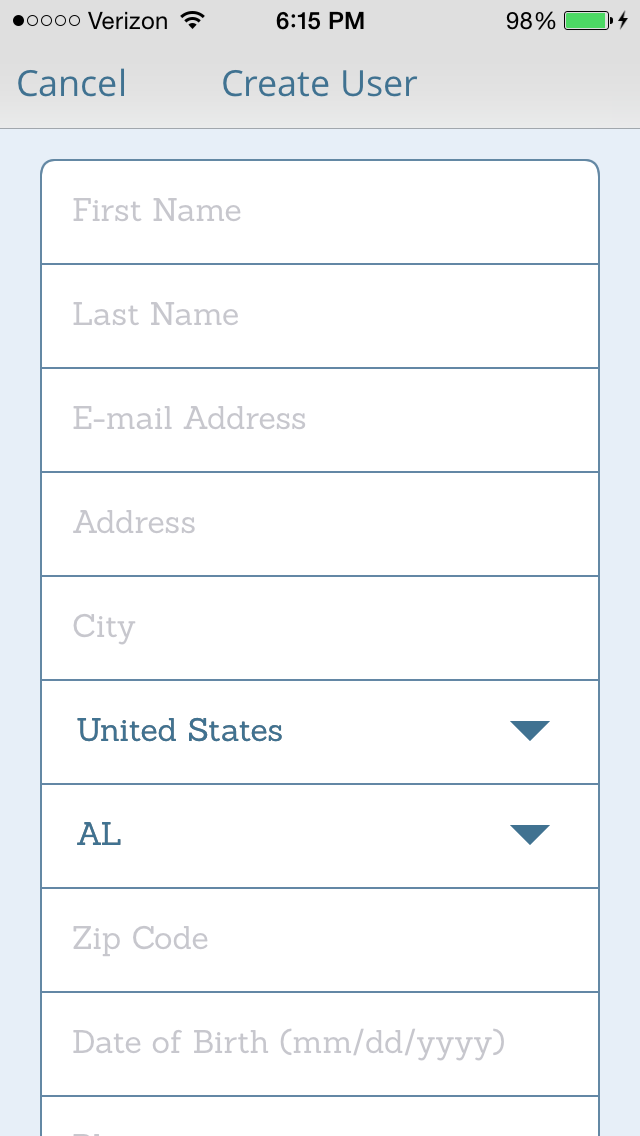 Verizon 6:15 PM 98%
Cancel Create User
First Name
Last Name
E-mail Address
Address
City
United States
AL
Zip Code
Date of Birth (mm/dd/yyyy)